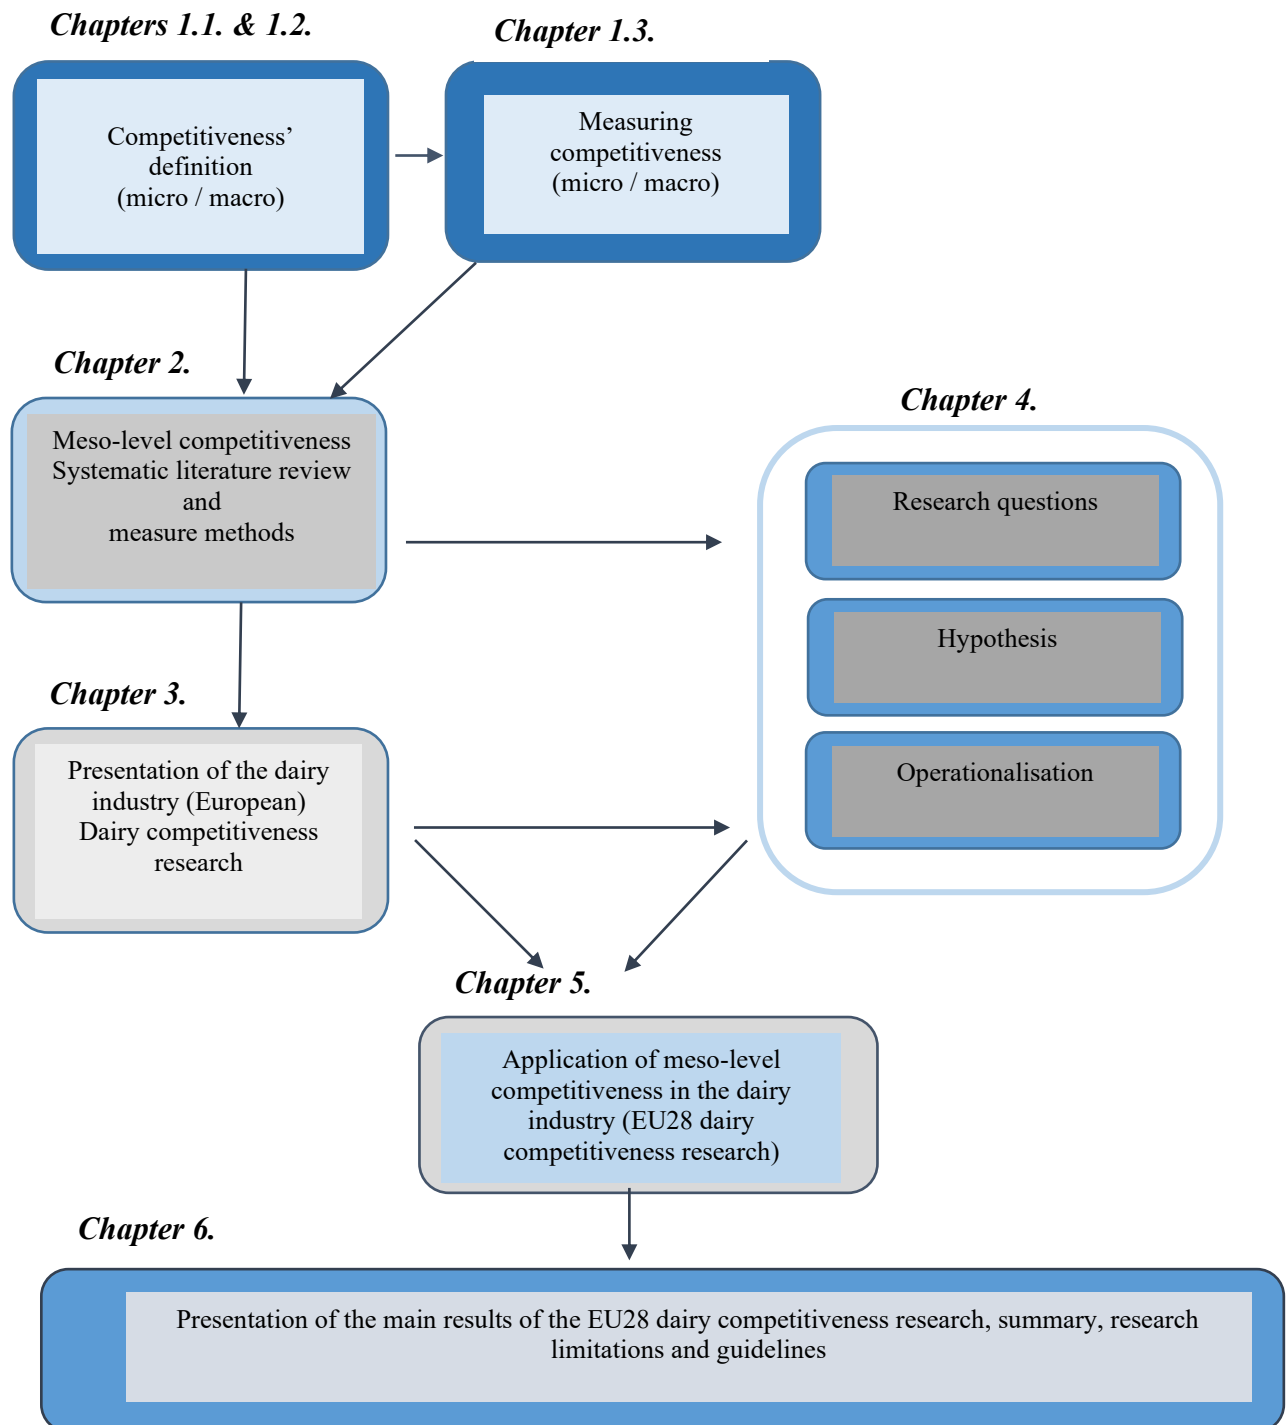 Chapters 1.1. & 1.2.
Chapter 1.3.
Competitiveness’
definition
(micro / macro)
Measuring
competitiveness
(micro / macro)
Chapter 2.
Meso-level competitiveness
Systematic literature review
and
measure methods
Chapter 4.
Research questions
Hypothesis
Operationalisation
Chapter 3.
Presentation of the dairy
industry (European)
Dairy competitiveness
research
Chapter 5.
Application of meso-level
competitiveness in the dairy
industry (EU28 dairy
competitiveness research)
Chapter 6.
Presentation of the main results of the EU28 dairy competitiveness research, summary, research
limitations and guidelines